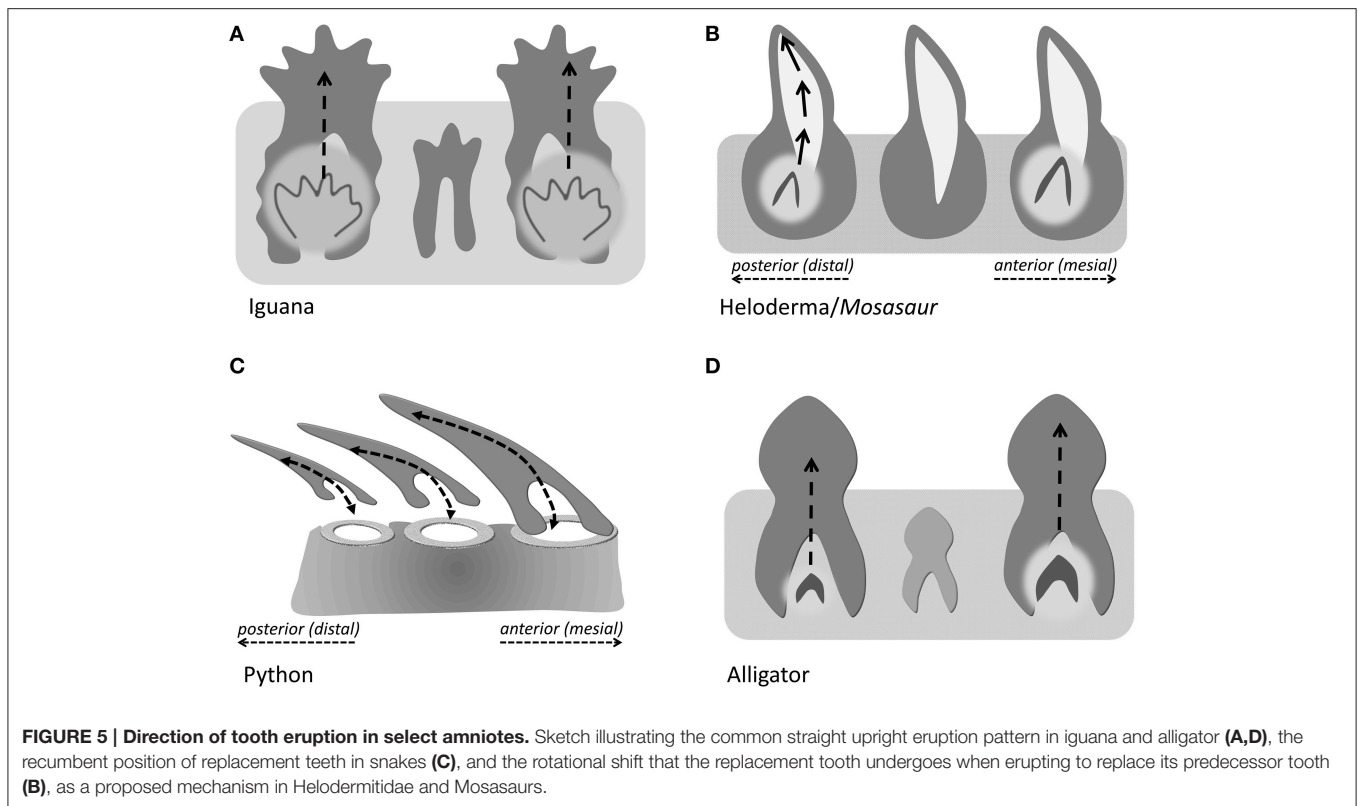 A
B
Iguana
posterior (distal)
anterior (mesial)
Heloderma/Mosasaur
C
D
posterior (distal)
anterior (mesial)
Python
Alligator
FIGURE 5 | Direction of tooth eruption in select amniotes. Sketch illustrating the common straight upright eruption pattern in iguana and alligator (A,D), the
recumbent position of replacement teeth in snakes (C), and the rotational shift that the replacement tooth undergoes when erupting to replace its predecessor tooth
(B), as a proposed mechanism in Helodermitidae and Mosasaurs.